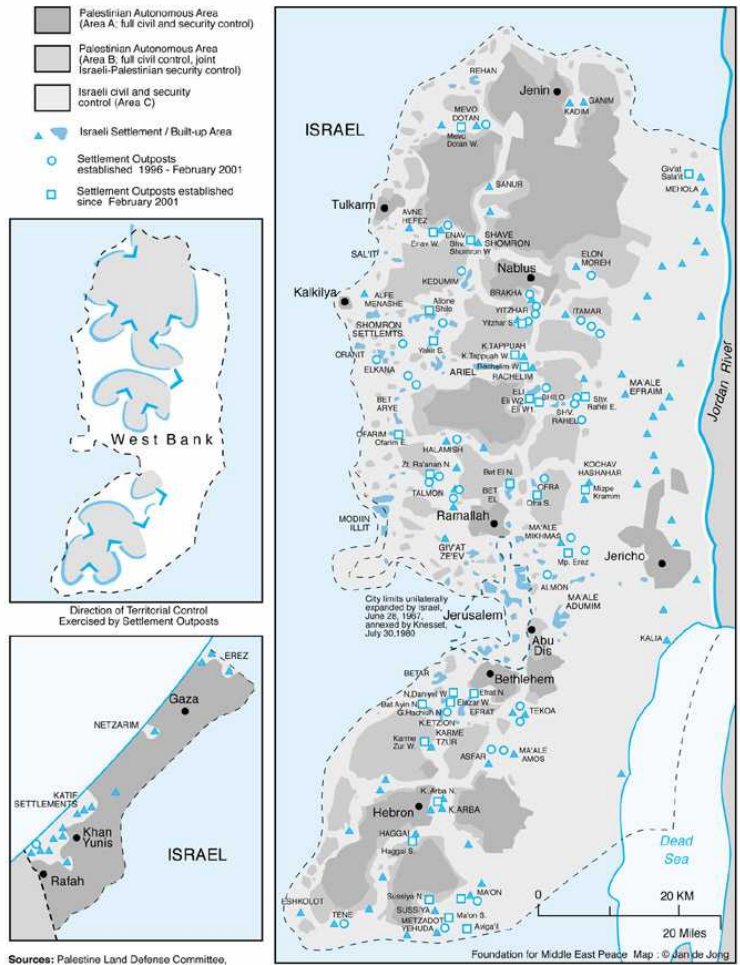 Palestinian Autonomous Area
(Area A; full civil and security control)
Palestinian Autonomous Area
(Area B; full civil control, joint
Israeli-Palestinian security control)
Israeli civil and security
control (Area C)
Israeli Settlement / Built-up Area
Settlement Outposts
established 1996 - February 2001
Settlement Outposts established
since February 2001
West Bank
Direction of Territorial Control
Exercised by Settlement Outposts
EREZ
Gaza
NETZARIM
KATIF
SETTLEMENTS
Khan
Yunis
ISRAEL
Rafah
Sources: Palestine Land Defense Committee,
REHAN
Jenin
GANIM
KADIM
MEVO
DOTAN
Mevo
Dotan W.
ISRAEL
Giv'at
Sala'it
MEHOLA
SANUR
Tulkarm
AVNE
HEFEZ
ENAV
Enav W.
SHAVE
SHOMRON
Shv.
Shomron W
SAL'IT
ELON
MOREH
Nablus
KEDUMIM
Kalkilya
ALFE
MENASHE
BRAKHA
Allone
Shilo
YITZHAR
Yitzhar S.
ITAMAR
SHOMRON
SETTLEMTS.
Yakir S.
K.TAPPUAH
K.Tappuah W.
Rachelim W.
RACHELIM
ORANIT
ELKANA
ARIEL
MA'ALE
EFRAIM
Jordan River
BET
ARYE
ELI
Eli W2
Eli W1
SHILO
SHV.
RAHEL
Shv.
Rahel E.
OFARIM
Ofarim E.
HALAMISH
Zt. Ra'anan N.
Bet El N.
KOCHAV
HASHAHAR
TALMON
BET
EL
OFRA
Ofra S.
Mizpe
Kramim
MODIIN
ILLIT
Ramallah
MA'ALE
MIKHMAS
GIV'AT
ZE'EV
Mp. Erez
Jericho
ALMON
City limits unilaterally
expanded by Israel,
June 28, 1967,
annexed by Knesset,
July 30,1980
Jerusalem
MA'ALE
ADUMIM
Abu
Dis
KALIA
BETAR
Bethlehem
N.Daniyel W.
Efrat N.
Bat Ayin N.
Elazar W.
G.Hachish N.
EFRAT
TEKOA
K.ETZION
Karme
Zur W.
KARME
TZUR
ASFAR
MA'ALE
AMOS
K. Arba N.
Hebron
K.ARBA
HAGGAI
Haggai S.
Dead
Sea
Sussiya N.
MA'ON
ESHKOLOT
SUSSIYA
TENE
METZADOT
YEHUDA
Ma'on S.
Avigail
0
20 KM
20 Miles
Foundation for Middle East Peace Map : © Jan de Jong